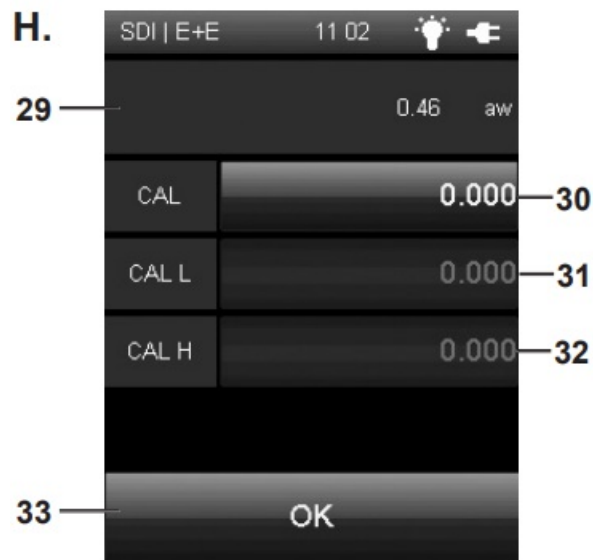 H.
SDI | E+E 11 02
29 0.46 aw
CAL 0.000 30
CAL L 0.000 31
CAL H 0.000 32
33 OK